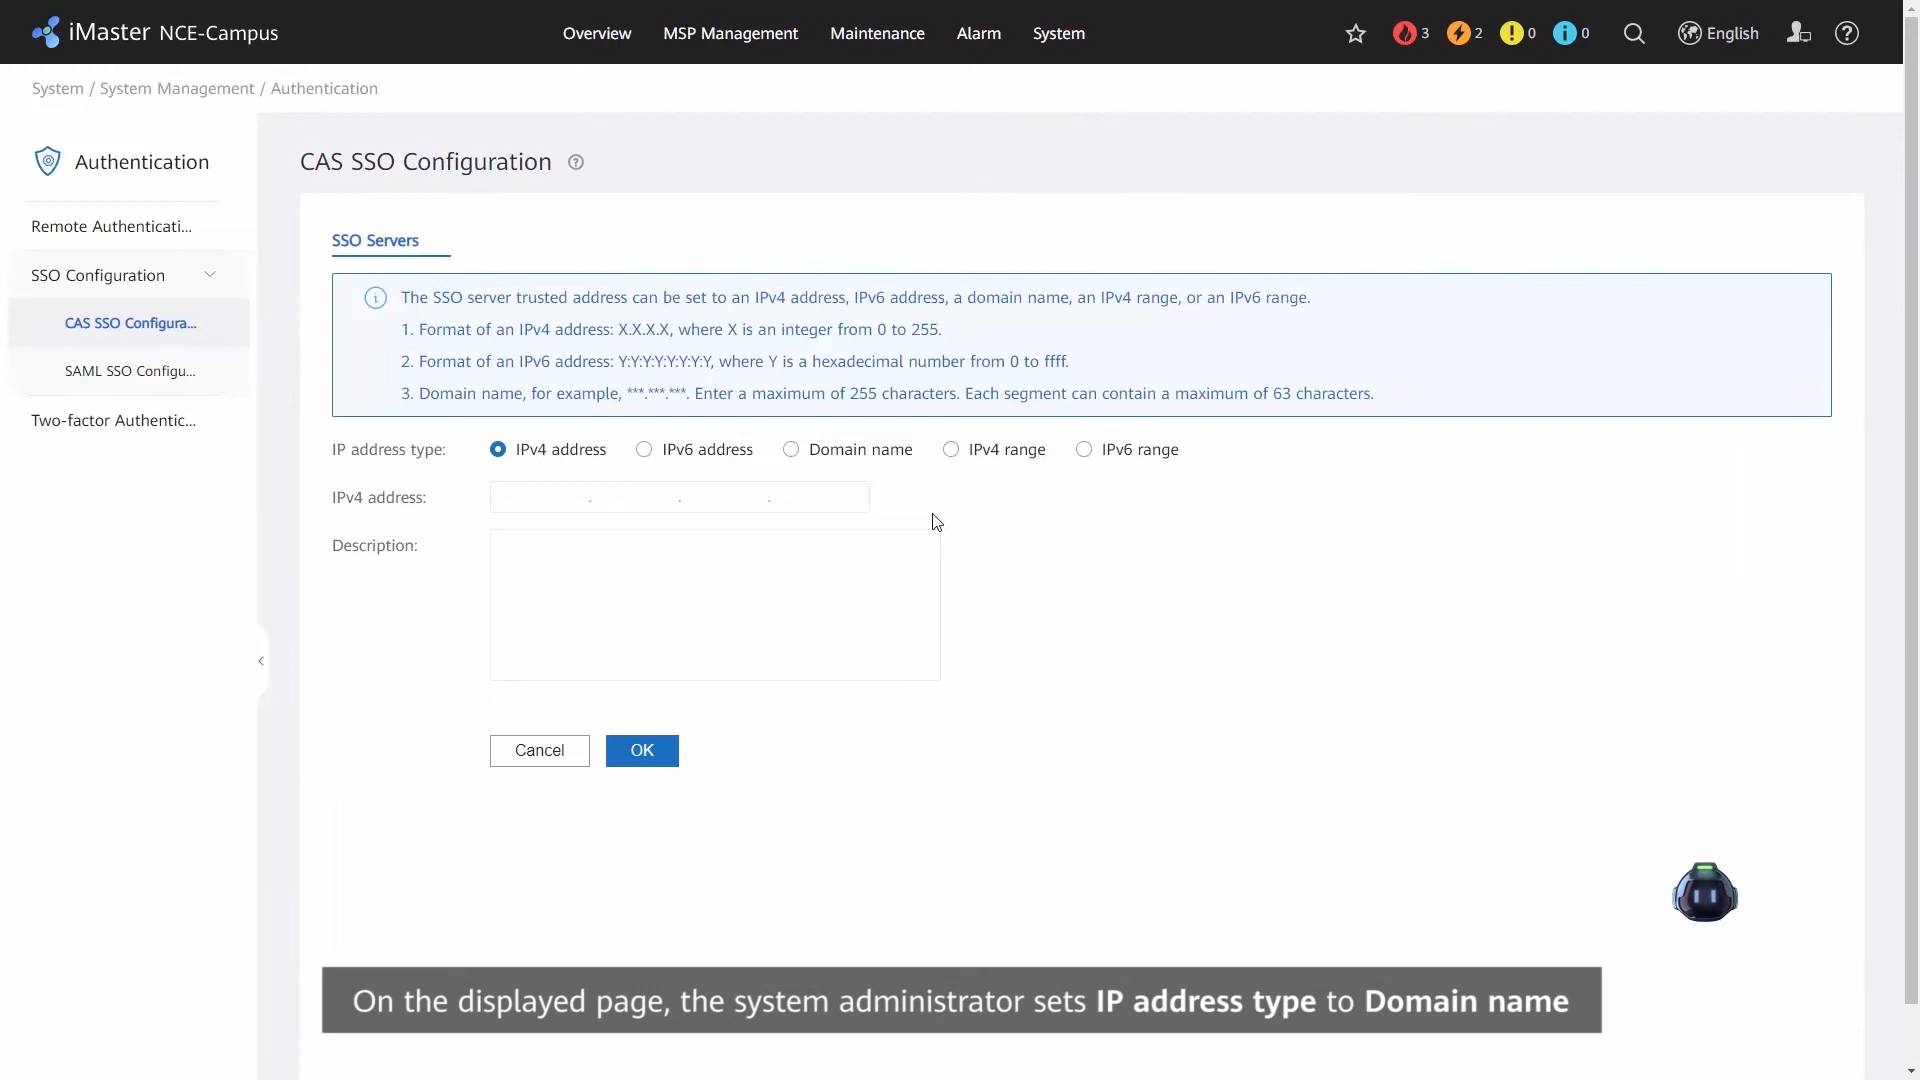 iMaster NCE-Campus
Overview MSP Management Maintenance Alarm System
3 2 0 0 English
System / System Management / Authentication
Authentication
Remote Authenticati...
SSO Configuration
CAS SSO Configura...
SAML SSO Configu...
Two-factor Authentic...
CAS SSO Configuration
SSO Servers
The SSO server trusted address can be set to an IPv4 address, IPv6 address, a domain name, an IPv4 range, or an IPv6 range.
1. Format of an IPv4 address: X.X.X.X, where X is an integer from 0 to 255.
2. Format of an IPv6 address: Y:Y:Y:Y:Y:Y:Y:Y, where Y is a hexadecimal number from 0 to ffff.
3. Domain name, for example, ***.***.***. Enter a maximum of 255 characters. Each segment can contain a maximum of 63 characters.
IP address type: IPv4 address IPv6 address Domain name IPv4 range IPv6 range
IPv4 address: . . .
Description:
Cancel OK
On the displayed page, the system administrator sets IP address type to Domain name